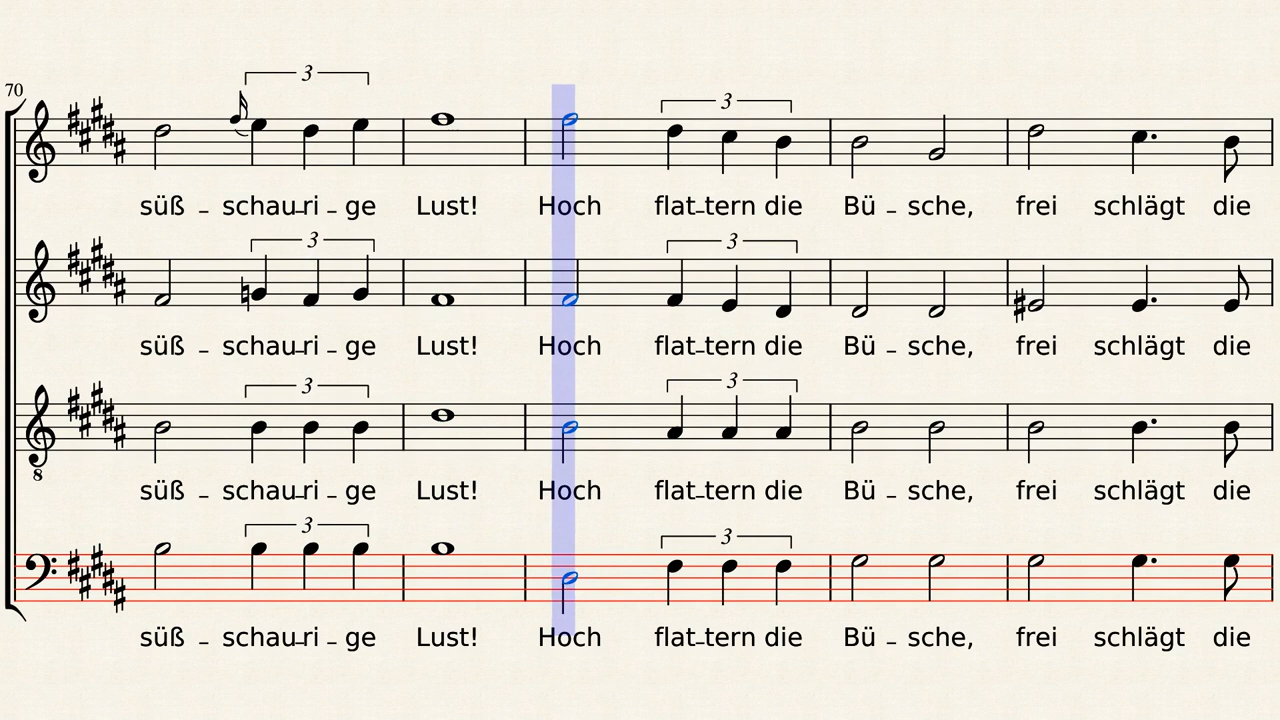 70
3
süß – schau–ri – ge Lust! Hoch flat–tern die Bü – sche, frei schlägt die
3
3
3
süß – schau–ri – ge Lust! Hoch flat–tern die Bü – sche, frei schlägt die
3
3
8
süß – schau–ri – ge Lust! Hoch flat–tern die Bü – sche, frei schlägt die
3
3
süß – schau–ri – ge Lust! Hoch flat–tern die Bü – sche, frei schlägt die